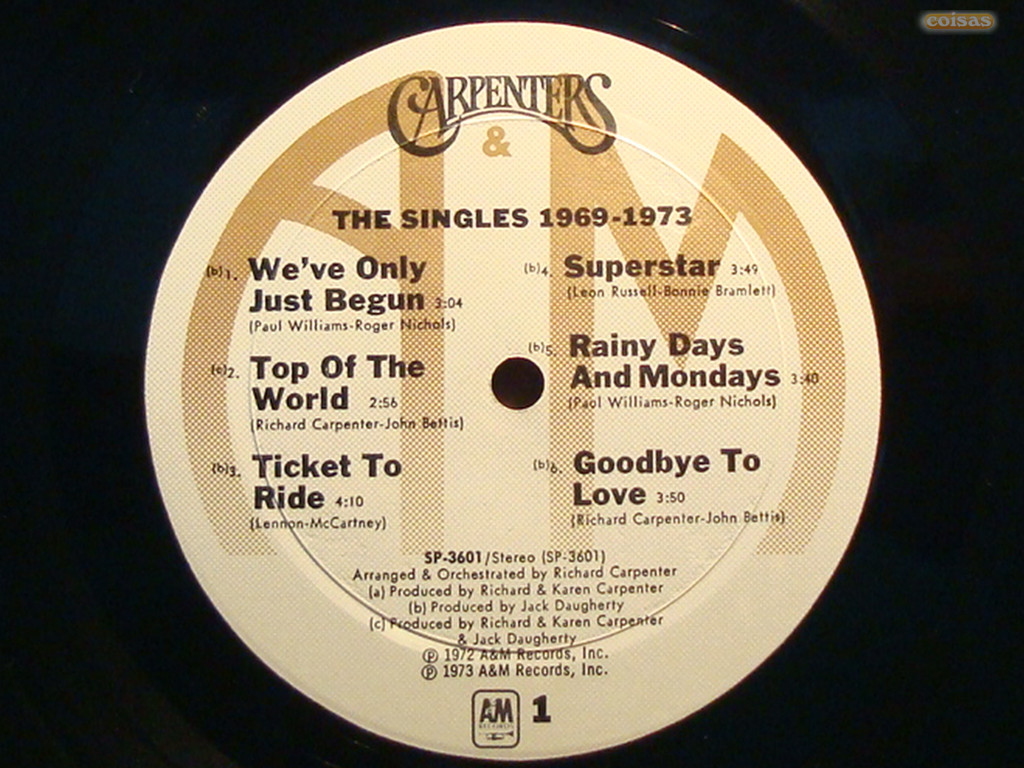 coisas
CARPENTERS
&
THE SINGLES 1969-1973
(b)1. We've Only
Just Begun 3:04
(Paul Williams-Roger Nichols)
(c)2. Top Of The
World 2:56
(Richard Carpenter-John Bettis)
(b)3. Ticket To
Ride 4:10
(Lennon-McCartney)
(b)4. Superstar 3:49
(Leon Russell-Bonnie Bramlett)
(b)5. Rainy Days
And Mondays 3:40
(Paul Williams-Roger Nichols)
(b)6. Goodbye To
Love 3:50
(Richard Carpenter-John Bettis)
SP-3601/Stereo (SP-3601)
Arranged & Orchestrated by Richard Carpenter
(a) Produced by Richard & Karen Carpenter
(b) Produced by Jack Daugherty
(c) Produced by Richard & Karen Carpenter
& Jack Daugherty
℗ 1972 A&M Records, Inc.
℗ 1973 A&M Records, Inc.
A&M RECORDS 1